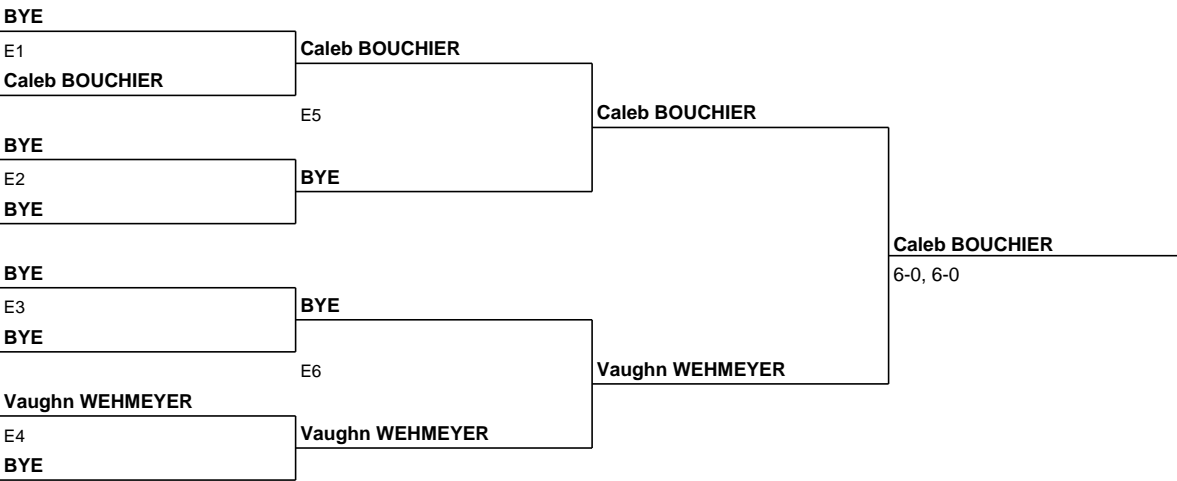 BYE
E1
Caleb BOUCHIER
Caleb BOUCHIER
E5
Caleb BOUCHIER
BYE
E2
BYE
BYE
Caleb BOUCHIER
6-0, 6-0
BYE
E3
BYE
BYE
E6
Vaughn WEHMEYER
Vaughn WEHMEYER
E4
Vaughn WEHMEYER
BYE